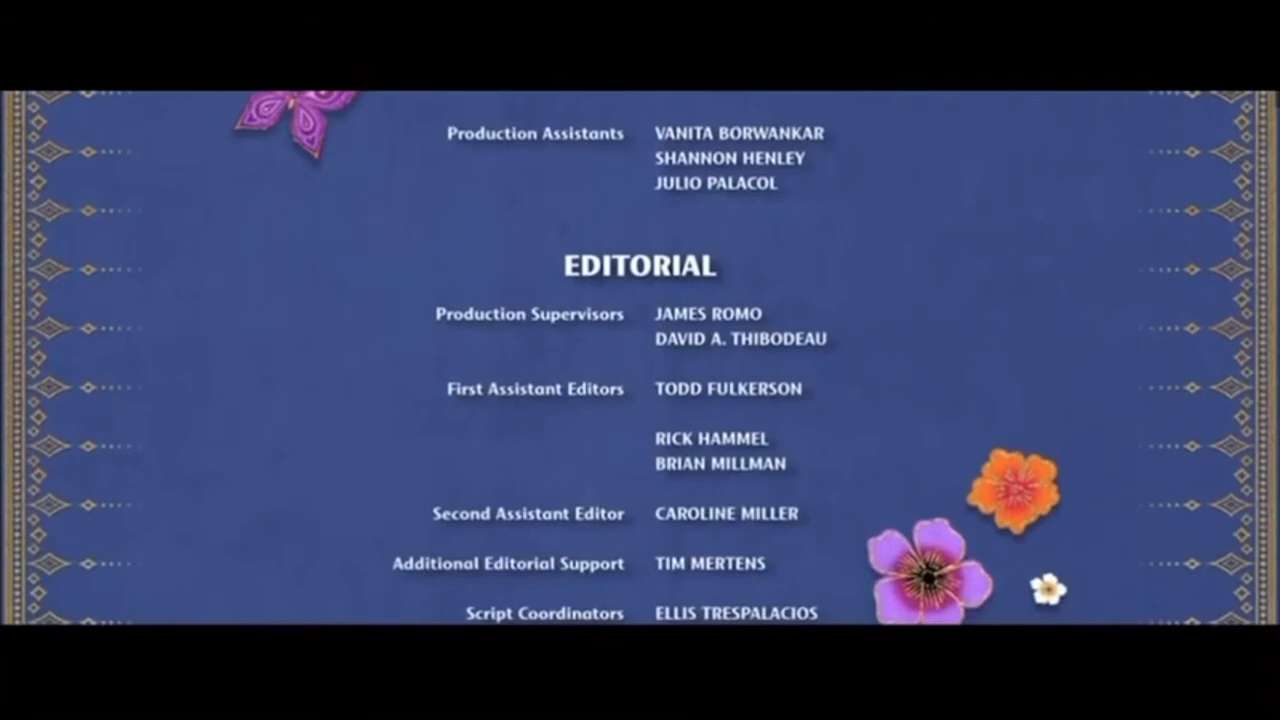 Production Assistants VANITA BORWANKAR
SHANNON HENLEY
JULIO PALACOL
EDITORIAL
Production Supervisors JAMES ROMO
DAVID A. THIBODEAU
First Assistant Editors TODD FULKERSON
RICK HAMMEL
BRIAN MILLMAN
Second Assistant Editor CAROLINE MILLER
Additional Editorial Support TIM MERTENS
Script Coordinators ELLIS TRESPALACIOS